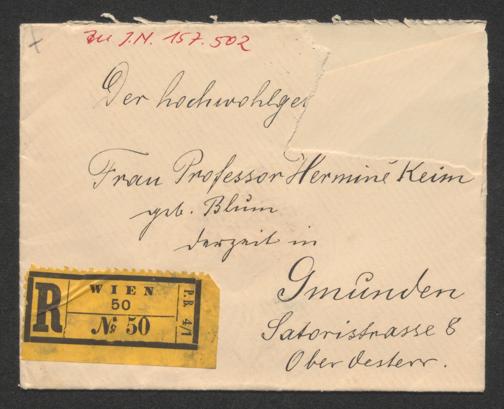 Zu I.N. 157.502
Der hochwohlge
Frau Professor Hermine Keim
geb. Blum
derzeit in
Gmunden
Satoristrasse 8
Ober Oesterr.
R
WIEN
50
№ 50
P.B. 4/1